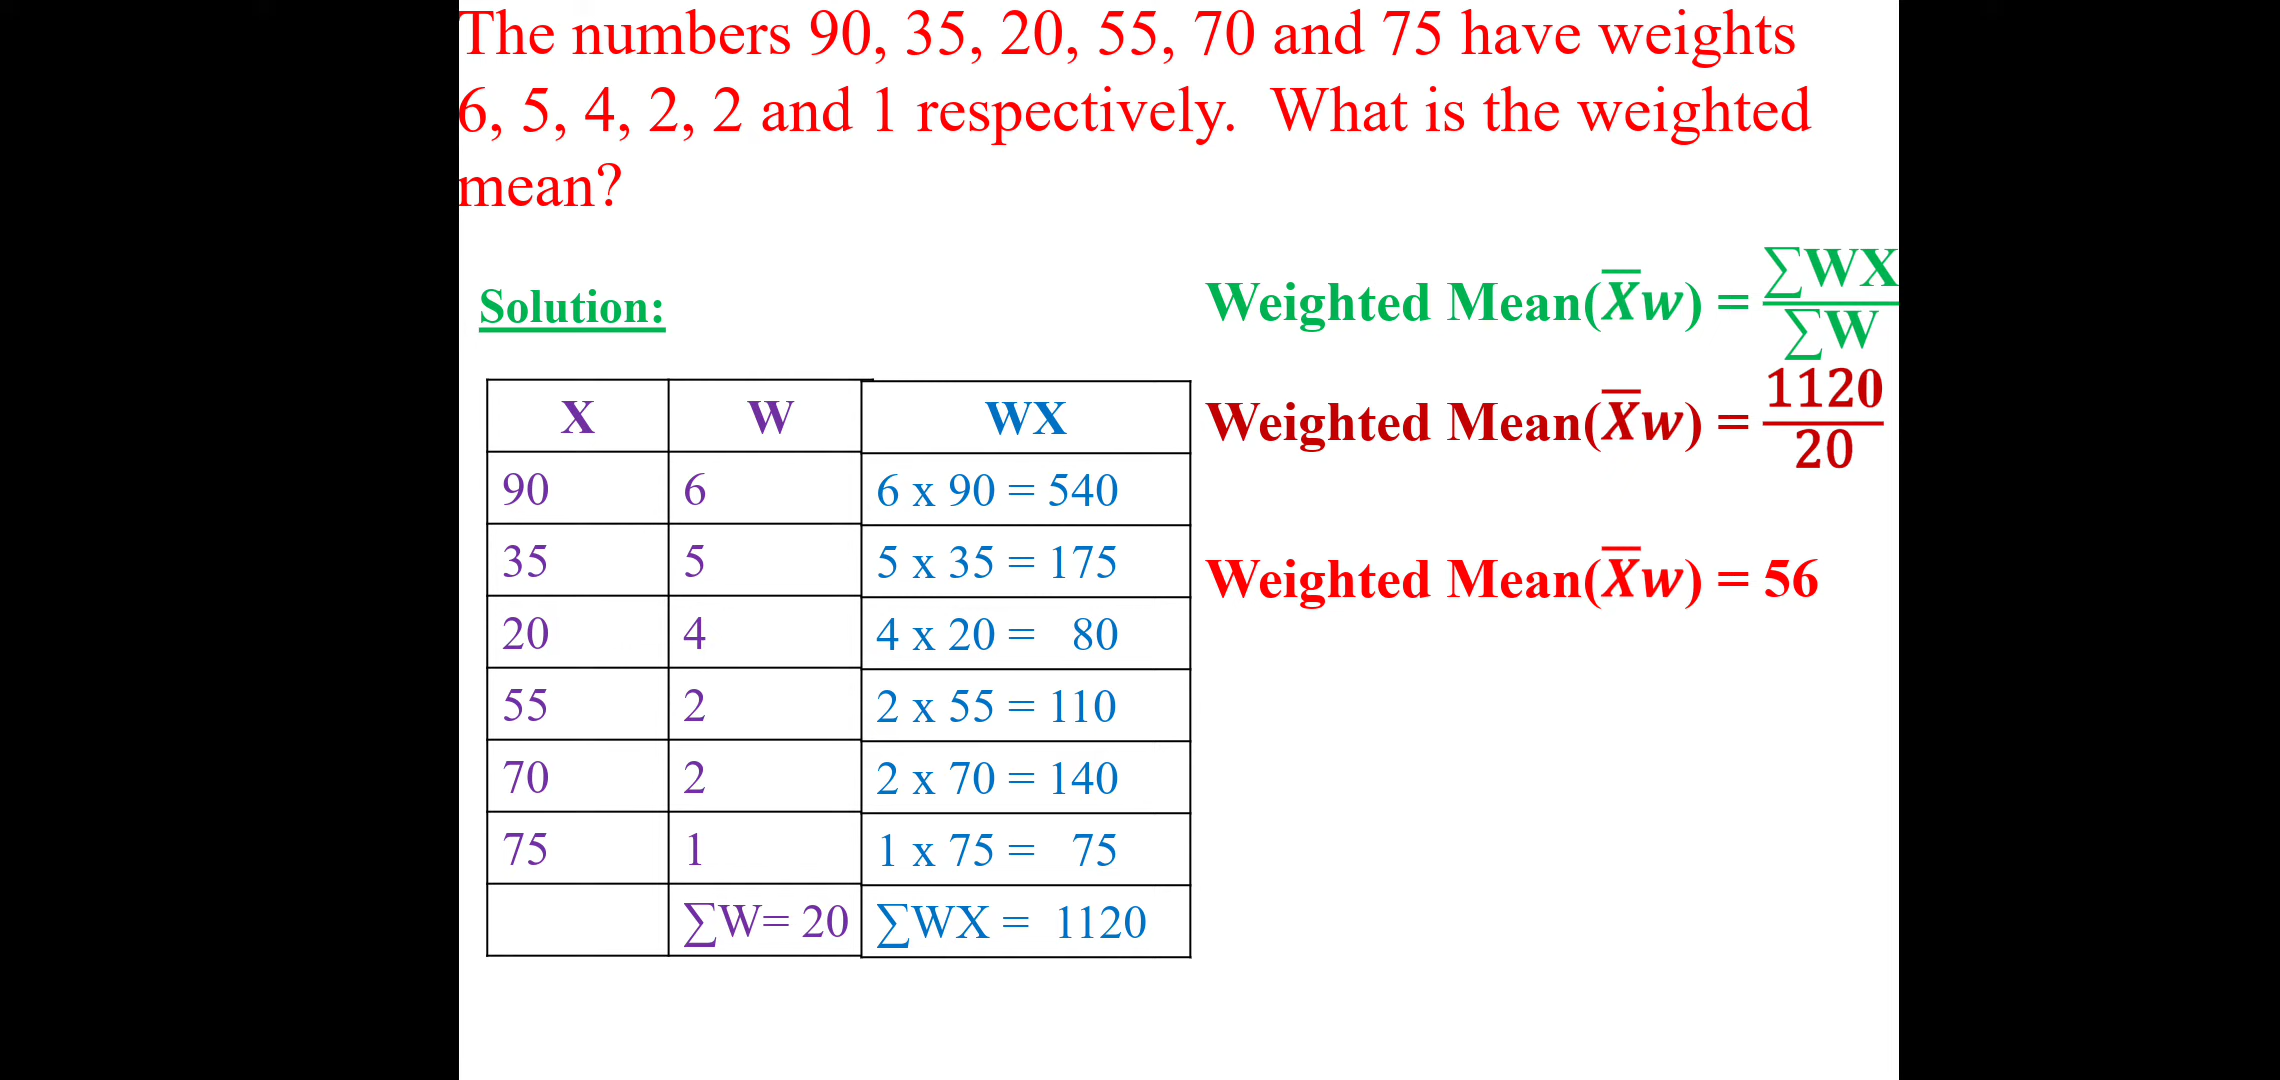 The numbers 90, 35, 20, 55, 70 and 75 have weights
6, 5, 4, 2, 2 and 1 respectively. What is the weighted
mean?
Solution:
Weighted Mean(X̅w) = ∑WX / ∑W
Weighted Mean(X̅w) = 1120 / 20
Weighted Mean(X̅w) = 56
X W WX
90 6 6 x 90 = 540
35 5 5 x 35 = 175
20 4 4 x 20 = 80
55 2 2 x 55 = 110
70 2 2 x 70 = 140
75 1 1 x 75 = 75
∑W= 20 ∑WX = 1120